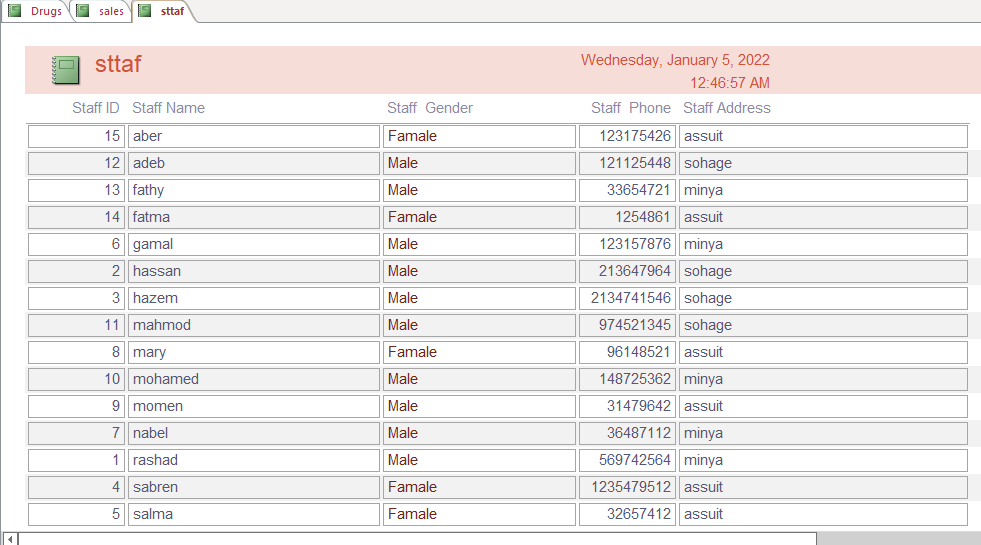 Drugs sales sttaf
sttaf Wednesday, January 5, 2022
12:46:57 AM
Staff ID Staff Name Staff Gender Staff Phone Staff Address
15 aber Famale 123175426 assuit
12 adeb Male 121125448 sohage
13 fathy Male 33654721 minya
14 fatma Famale 1254861 assuit
6 gamal Male 123157876 minya
2 hassan Male 213647964 sohage
3 hazem Male 2134741546 sohage
11 mahmod Male 974521345 sohage
8 mary Famale 96148521 assuit
10 mohamed Male 148725362 minya
9 momen Male 31479642 assuit
7 nabel Male 36487112 minya
1 rashad Male 569742564 minya
4 sabren Famale 1235479512 assuit
5 salma Famale 32657412 assuit